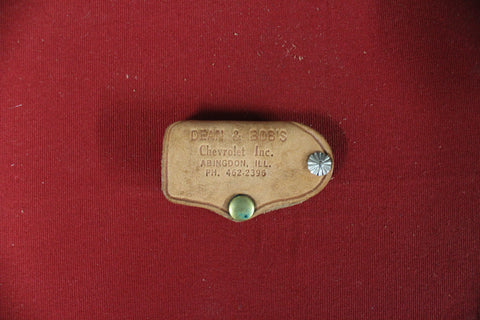 DEAN & BOB'S
Chevrolet Inc.
ABINGDON, ILL.
PH. 462-2396